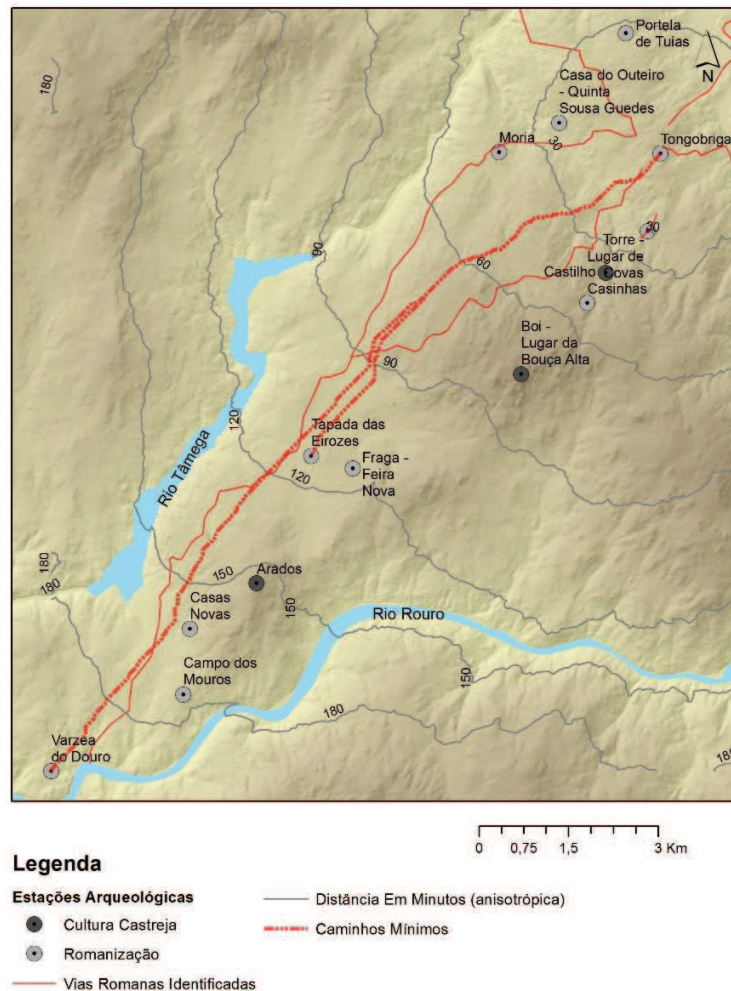 Portela
de Tuias
180
Casa do Outeiro
- Quinta
Sousa Guedes
N
30
Moria
Tongobriga
30
Torre -
Lugar de
Covas
Castilho
Casinhas
90
60
Boi -
Lugar da
Bouça Alta
90
120
Tapada das
Eirozes
Rio Tâmega
120
Fraga -
Feira
Nova
180
180
150
Arados
150
Casas
Novas
Rio Rouro
Campo dos
Mouros
150
180
180
Varzea
do Douro
0 0,75 1,5 3 Km
Legenda
Estações Arqueológicas
Cultura Castreja
Romanização
Vias Romanas Identificadas
Distância Em Minutos (anisotrópica)
Caminhos Mínimos